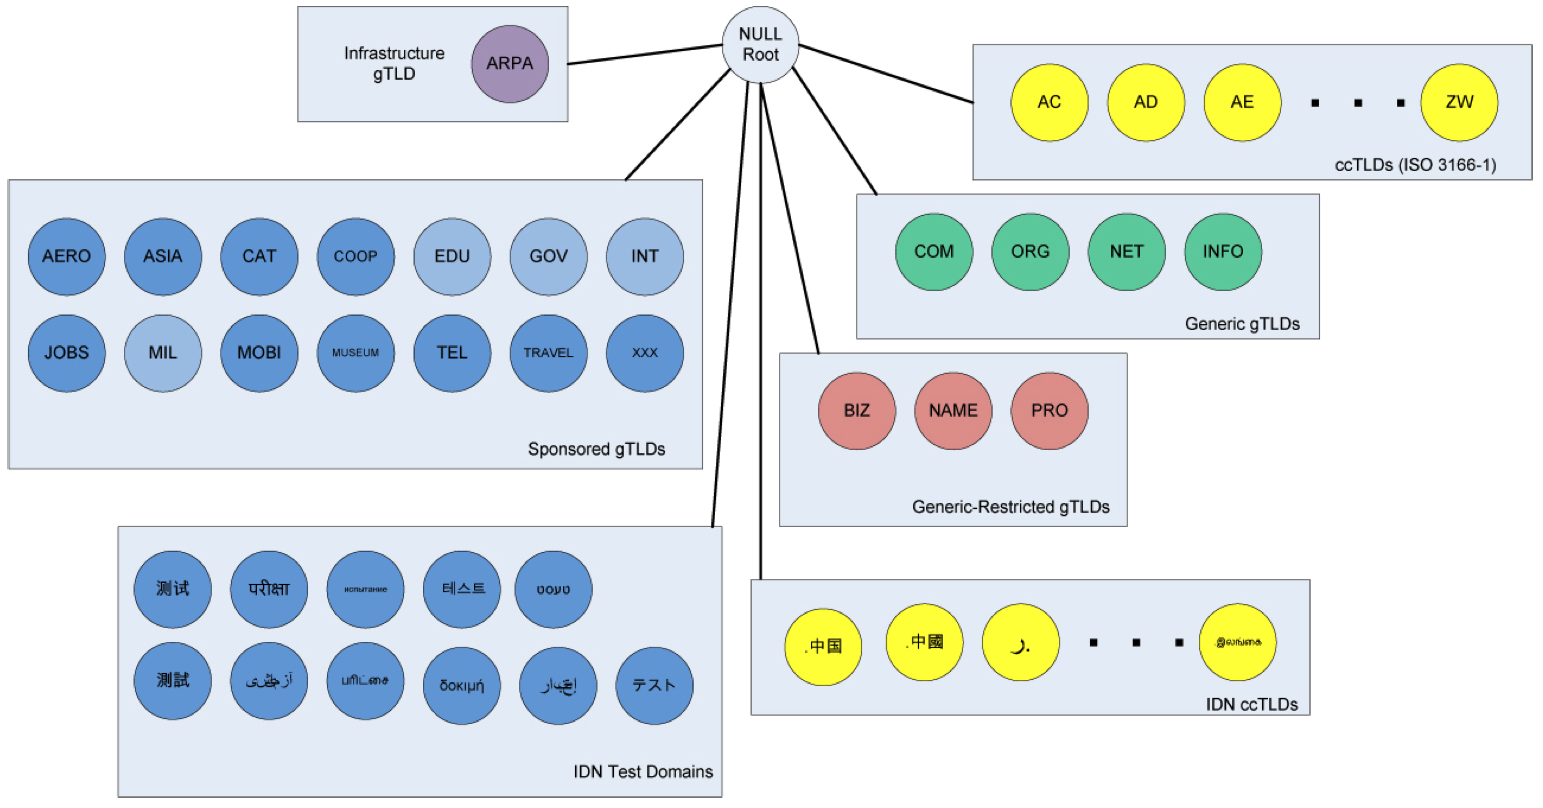 NULL
Root
Infrastructure
gTLD
ARPA
AC AD AE ZW
ccTLDs (ISO 3166-1)
AERO ASIA CAT COOP EDU GOV INT
JOBS MIL MOBI MUSEUM TEL TRAVEL XXX
Sponsored gTLDs
COM ORG NET INFO
Generic gTLDs
BIZ NAME PRO
Generic-Restricted gTLDs
测试 परीक्षा испытание 테스트 טעסט
測試 آزمایشی பரிட்சை δοκιμή إختبار テスト
IDN Test Domains
.中国 .中國 .ر .இலங்கை
IDN ccTLDs